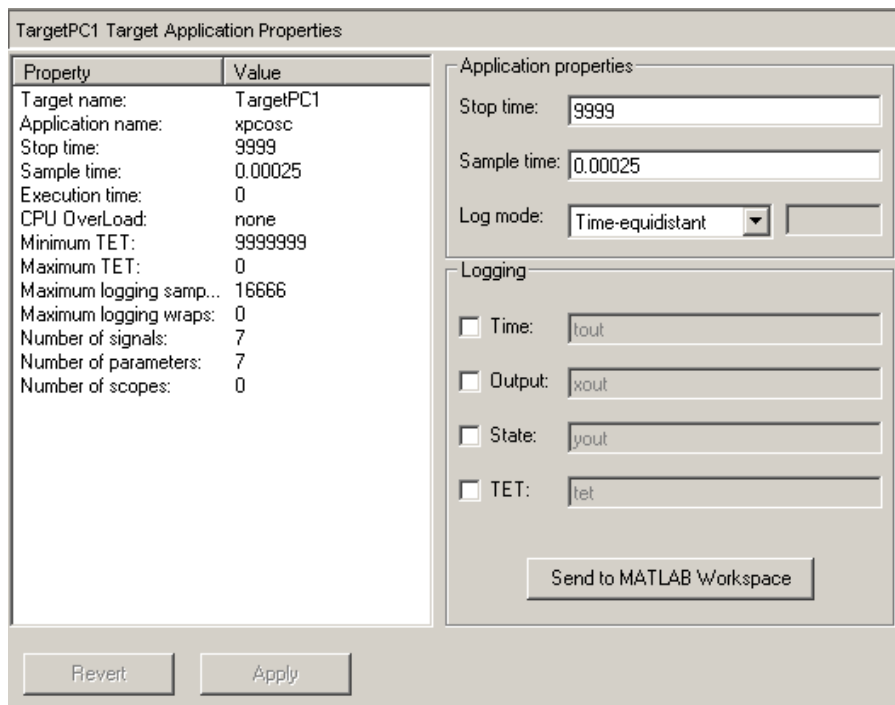 TargetPC1 Target Application Properties
Property Value
Target name: TargetPC1
Application name: xpcosc
Stop time: 9999
Sample time: 0.00025
Execution time: 0
CPU OverLoad: none
Minimum TET: 9999999
Maximum TET: 0
Maximum logging samp... 16666
Maximum logging wraps: 0
Number of signals: 7
Number of parameters: 7
Number of scopes: 0
Application properties
Stop time: 9999
Sample time: 0.00025
Log mode: Time-equidistant
Logging
Time: tout
Output: xout
State: yout
TET: tet
Send to MATLAB Workspace
Revert Apply